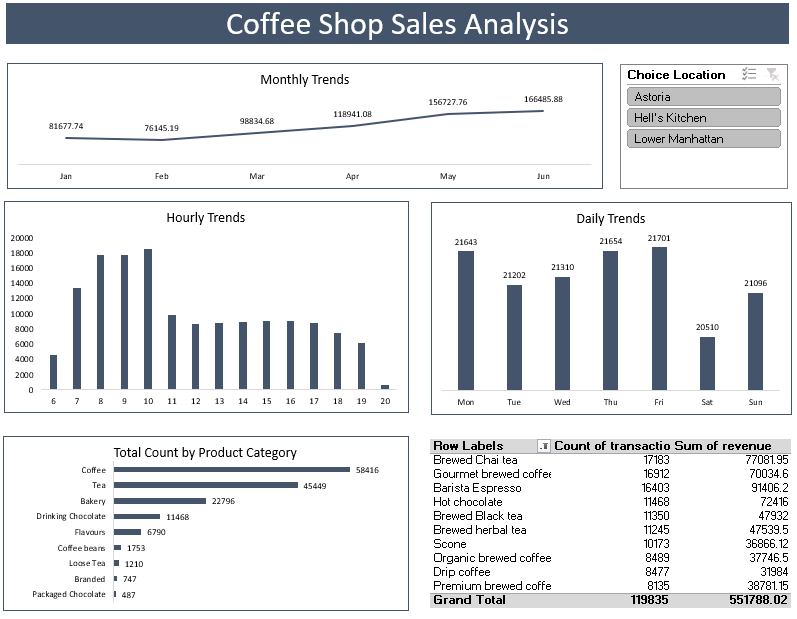 Coffee Shop Sales Analysis
Monthly Trends
81677.74 76145.19 98834.68 118941.08 156727.76 166485.88
Jan Feb Mar Apr May Jun
Choice Location
Astoria
Hell's Kitchen
Lower Manhattan
Hourly Trends
20000
18000
16000
14000
12000
10000
8000
6000
4000
2000
0
6 7 8 9 10 11 12 13 14 15 16 17 18 19 20
Daily Trends
21643 21202 21310 21654 21701 20510 21096
Mon Tue Wed Thu Fri Sat Sun
Total Count by Product Category
Coffee 58416
Tea 45449
Bakery 22796
Drinking Chocolate 11468
Flavours 6790
Coffee beans 1753
Loose Tea 1210
Branded 747
Packaged Chocolate 487
Row Labels Count of transactio Sum of revenue
Brewed Chai tea 17183 77081.95
Gourmet brewed coffee 16912 70034.6
Barista Espresso 16403 91406.2
Hot chocolate 11468 72416
Brewed Black tea 11350 47932
Brewed herbal tea 11245 47539.5
Scone 10173 36866.12
Organic brewed coffee 8489 37746.5
Drip coffee 8477 31984
Premium brewed coffe 8135 38781.15
Grand Total 119835 551788.02